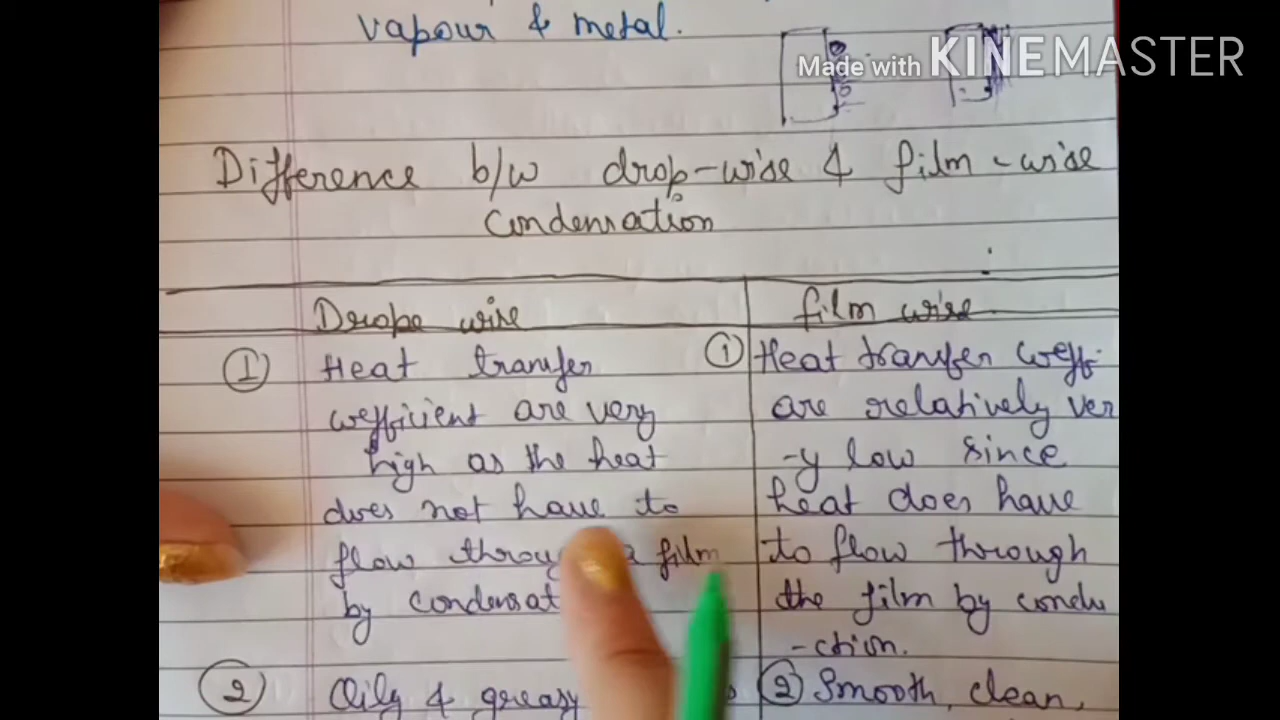 vapour & metal.
Made with KINEMASTER
Difference b/w drop-wise & film-wise
Condensation
Drope wise
film wise
① Heat transfer
coefficient are very
high as the heat
does not have to
flow through a film
by condensat
② Oily & greasy
① Heat transfer coeff.
are relatively ver
-y low since
heat does have
to flow through
the film by condu
-ction.
② Smooth, clean,